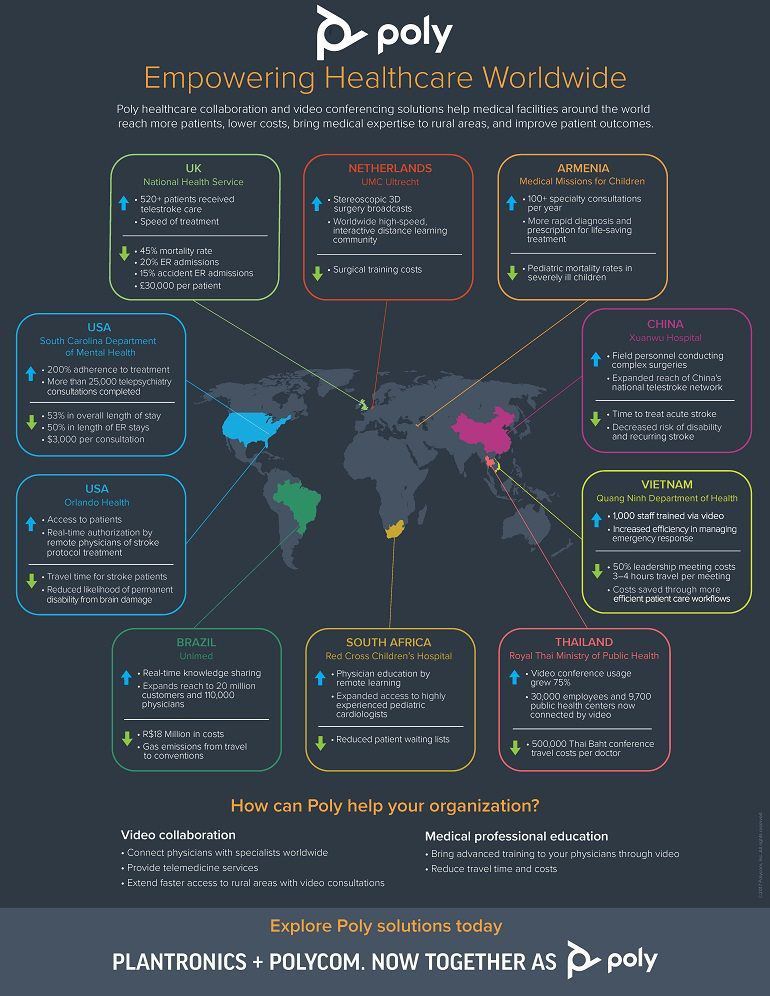 poly
Empowering Healthcare Worldwide
Poly healthcare collaboration and video conferencing solutions help medical facilities around the world
reach more patients, lower costs, bring medical expertise to rural areas, and improve patient outcomes.
UK
National Health Service
• 520+ patients received
telestroke care
• Speed of treatment
• 45% mortality rate
• 20% ER admissions
• 15% accident ER admissions
• £30,000 per patient
NETHERLANDS
UMC Ultrecht
• Stereoscopic 3D
surgery broadcasts
• Worldwide high-speed,
interactive distance learning
community
• Surgical training costs
ARMENIA
Medical Missions for Children
• 100+ specialty consultations
per year
• More rapid diagnosis and
prescription for life-saving
treatment
• Pediatric mortality rates in
severely ill children
USA
South Carolina Department
of Mental Health
• 200% adherence to treatment
• More than 25,000 telepsychiatry
consultations completed
• 53% in overall length of stay
• 50% in length of ER stays
• $3,000 per consultation
CHINA
Xuanwu Hospital
• Field personnel conducting
complex surgeries
• Expanded reach of China's
national telestroke network
• Time to treat acute stroke
• Decreased risk of disability
and recurring stroke
USA
Orlando Health
• Access to patients
• Real-time authorization by
remote physicians of stroke
protocol treatment
• Travel time for stroke patients
• Reduced likelihood of permanent
disability from brain damage
VIETNAM
Quang Ninh Department of Health
• 1,000 staff trained via video
• Increased efficiency in managing
emergency response
• 50% leadership meeting costs
3–4 hours travel per meeting
• Costs saved through more
efficient patient care workflows
BRAZIL
Unimed
• Real-time knowledge sharing
• Expands reach to 20 million
customers and 110,000
physicians
• R$18 Million in costs
• Gas emissions from travel
to conventions
SOUTH AFRICA
Red Cross Children's Hospital
• Physician education by
remote learning
• Expanded access to highly
experienced pediatric
cardiologists
• Reduced patient waiting lists
THAILAND
Royal Thai Ministry of Public Health
• Video conference usage
grew 75%
• 30,000 employees and 9,700
public health centers now
connected by video
• 500,000 Thai Baht conference
travel costs per doctor
How can Poly help your organization?
Video collaboration
• Connect physicians with specialists worldwide
• Provide telemedicine services
• Extend faster access to rural areas with video consultations
Medical professional education
• Bring advanced training to your physicians through video
• Reduce travel time and costs
©2017 Polycom, Inc. All rights reserved.
Explore Poly solutions today
PLANTRONICS + POLYCOM. NOW TOGETHER AS poly